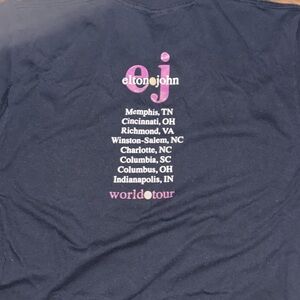 ej
elton john
Memphis, TN
Cincinnati, OH
Richmond, VA
Winston-Salem, NC
Charlotte, NC
Columbia, SC
Columbus, OH
Indianapolis, IN
world tour